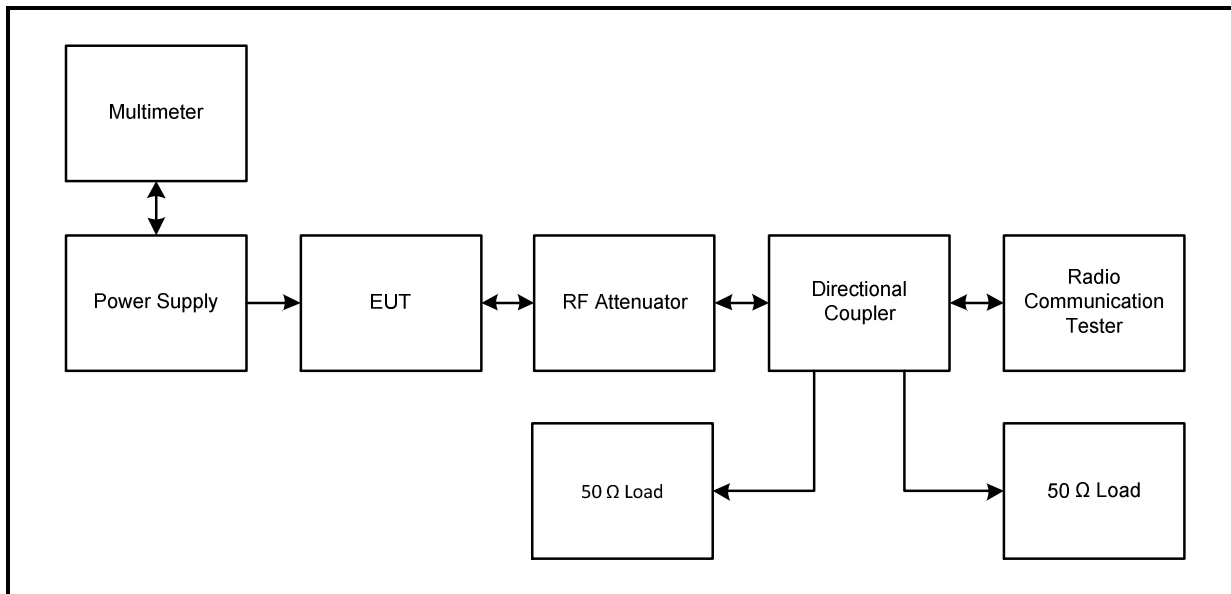 Multimeter
Power Supply
EUT
RF Attenuator
Directional
Coupler
Radio
Communication
Tester
50 Ω Load
50 Ω Load